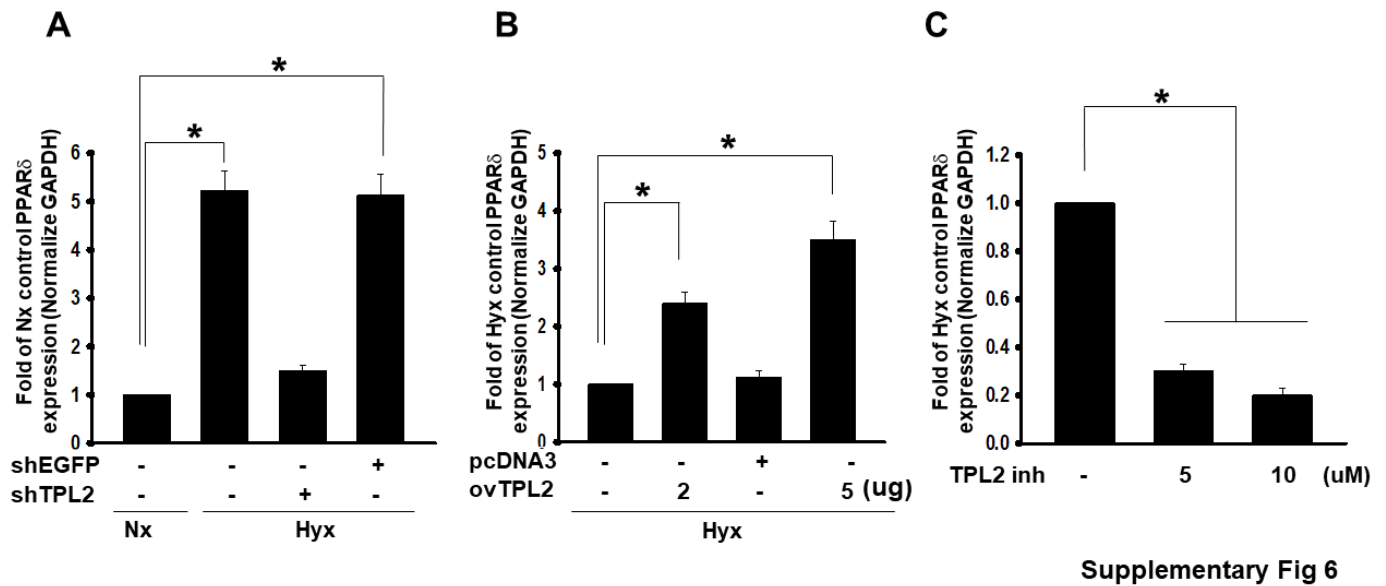 A
*
*
Fold of Nx control PPARδ
expression (Normalize GAPDH)
6
5
4
3
2
1
0
shEGFP - - - +
shTPL2 - - + -
Nx Hyx
B
*
*
Fold of Hyx control PPARδ
expression (Normalize GAPDH)
5
4
3
2
1
0
pcDNA3 - - + -
ovTPL2 - 2 - 5 (ug)
Hyx
C
*
Fold of Hyx control PPARδ
expression (Normalize GAPDH)
1.2
1.0
0.8
0.6
0.4
0.2
0.0
TPL2 inh - 5 10 (uM)
Supplementary Fig 6